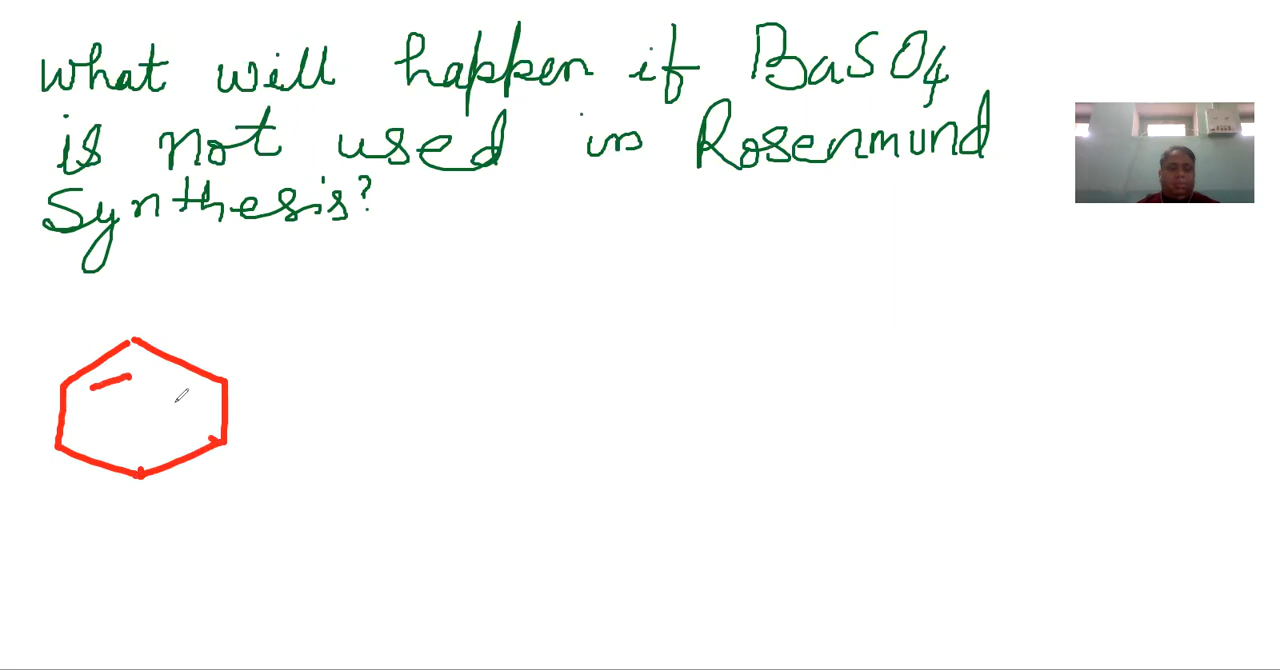 what will happen if BaSO4
is not used in Rosenmund
Synthesis?